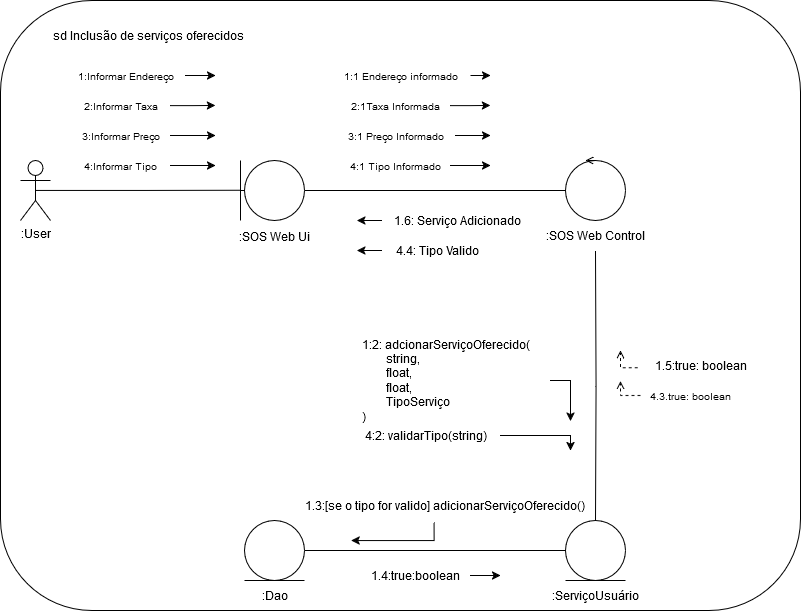 sd Inclusão de serviços oferecidos
1:Informar Endereço
1:1 Endereço informado
2:Informar Taxa
2:1Taxa Informada
3:Informar Preço
3:1 Preço Informado
4:Informar Tipo
4:1 Tipo Informado
:User
:SOS Web Ui
:SOS Web Control
1.6: Serviço Adicionado
4.4: Tipo Valido
1:2: adcionarServiçoOferecido(
string,
float,
float,
TipoServiço
)
1.5:true: boolean
4.3.true: boolean
4:2: validarTipo(string)
1.3:[se o tipo for valido] adicionarServiçoOferecido()
1.4:true:boolean
:Dao
:ServiçoUsuário